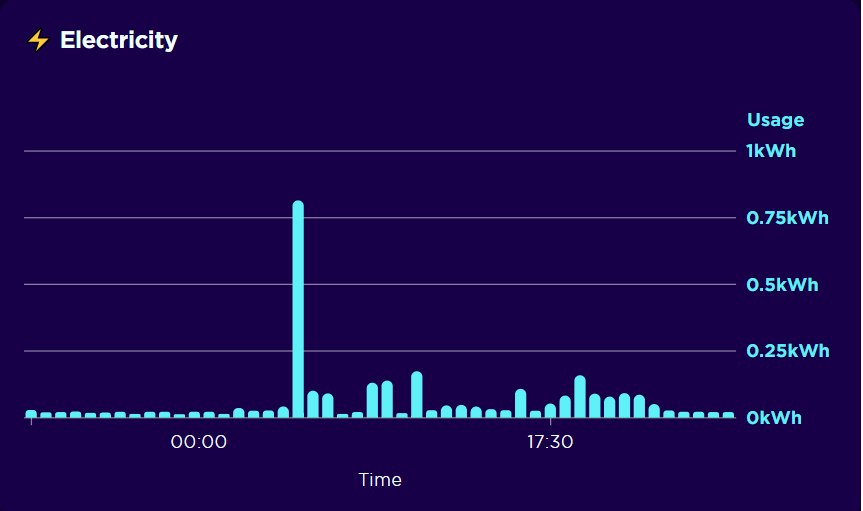 ⚡ Electricity
Usage
1kWh
0.75kWh
0.5kWh
0.25kWh
0kWh
00:00
17:30
Time